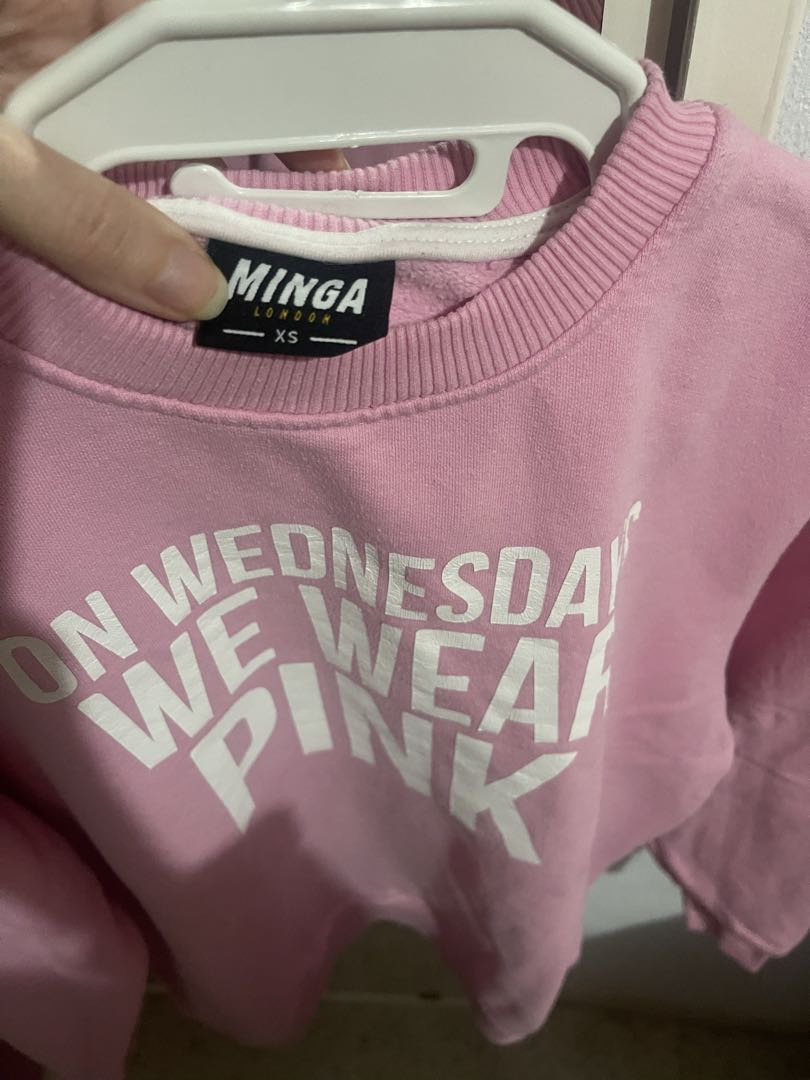 MINGA
LONDON
XS
ON WEDNESDAYS
WE WEAR
PINK